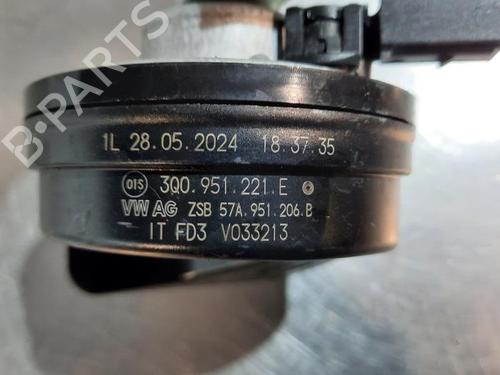 B-PARTS
1L 28.05.2024 18.37.35
DTS 3Q0.951.221.E
VW AG ZSB 57A.951.206.B
IT FD3 V033213